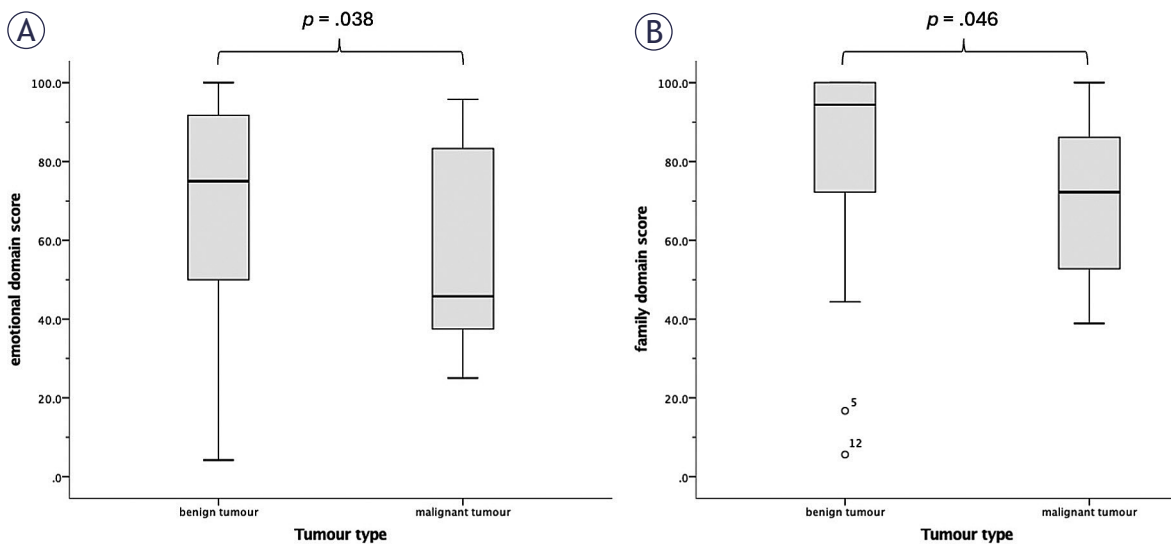 A
p = .038
100.0
80.0
60.0
40.0
20.0
.0
emotional domain score
benign tumour
malignant tumour
Tumour type
B
p = .046
100.0
80.0
60.0
40.0
20.0
.0
family domain score
5
12
benign tumour
malignant tumour
Tumour type